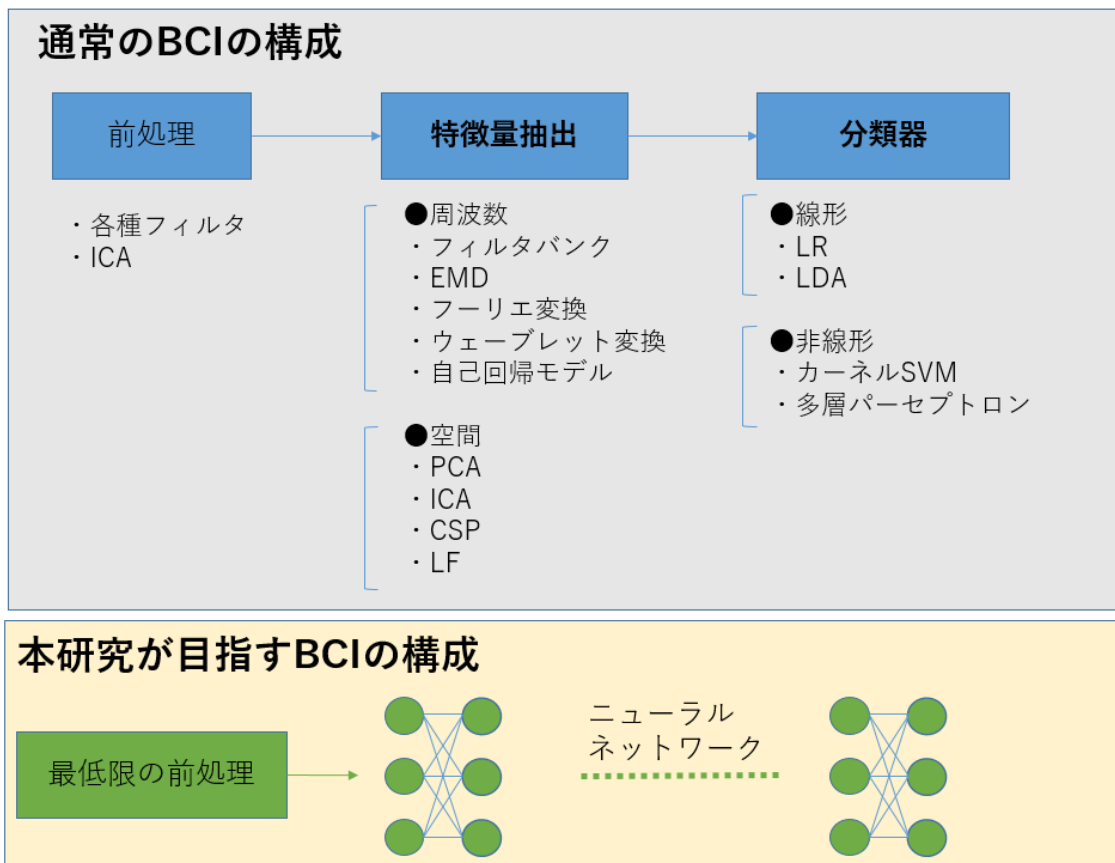 通常のBCIの構成
前処理
・各種フィルタ
・ICA
特徴量抽出
●周波数
・フィルタバンク
・EMD
・フーリエ変換
・ウェーブレット変換
・自己回帰モデル
●空間
・PCA
・ICA
・CSP
・LF
分類器
●線形
・LR
・LDA
●非線形
・カーネルSVM
・多層パーセプトロン
本研究が目指すBCIの構成
最低限の前処理
ニューラル
ネットワーク